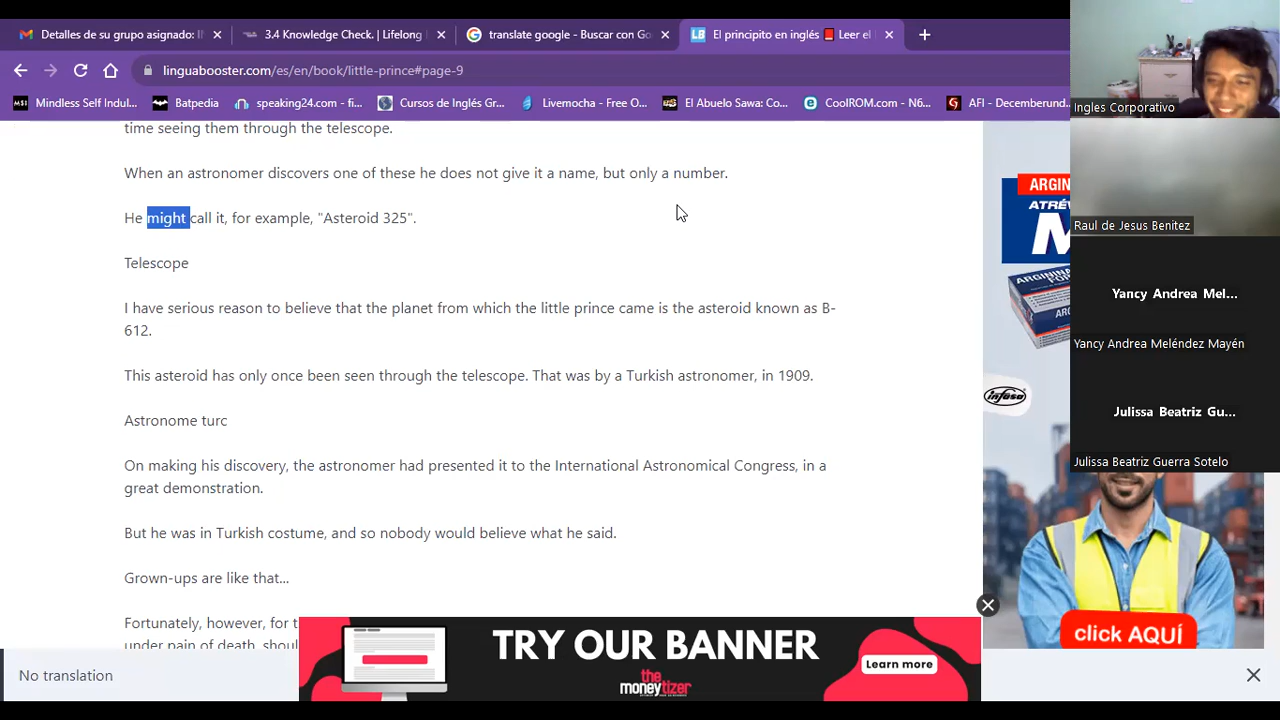 Detalles de su grupo asignado: I
3.4 Knowledge Check. | Lifelong
translate google - Buscar con Go
LB El principito en inglés 📕 Leer el
linguabooster.com/es/en/book/little-prince#page-9
Mindless Self Indul...
Batpedia
speaking24.com - fi...
Cursos de Inglés Gr...
Livemocha - Free O...
El Abuelo Sawa: Co...
CoolROM.com - N6...
AFI - Decemberund
time seeing them through the telescope.
When an astronomer discovers one of these he does not give it a name, but only a number.
He might call it, for example, "Asteroid 325".
Telescope
I have serious reason to believe that the planet from which the little prince came is the asteroid known as B-
612.
This asteroid has only once been seen through the telescope. That was by a Turkish astronomer, in 1909.
Astronome turc
On making his discovery, the astronomer had presented it to the International Astronomical Congress, in a
great demonstration.
But he was in Turkish costume, and so nobody would believe what he said.
Grown-ups are like that...
Fortunately, however, for t
under pain of death, shoul
No translation
TRY OUR BANNER
the
moneytizer
Learn more
ARGIN
ATRÉV
M
infasa
click AQUÍ
Ingles Corporativo
Raul de Jesus Benitez
Yancy Andrea Mel...
Yancy Andrea Meléndez Mayén
Julissa Beatriz Gu...
Julissa Beatriz Guerra Sotelo